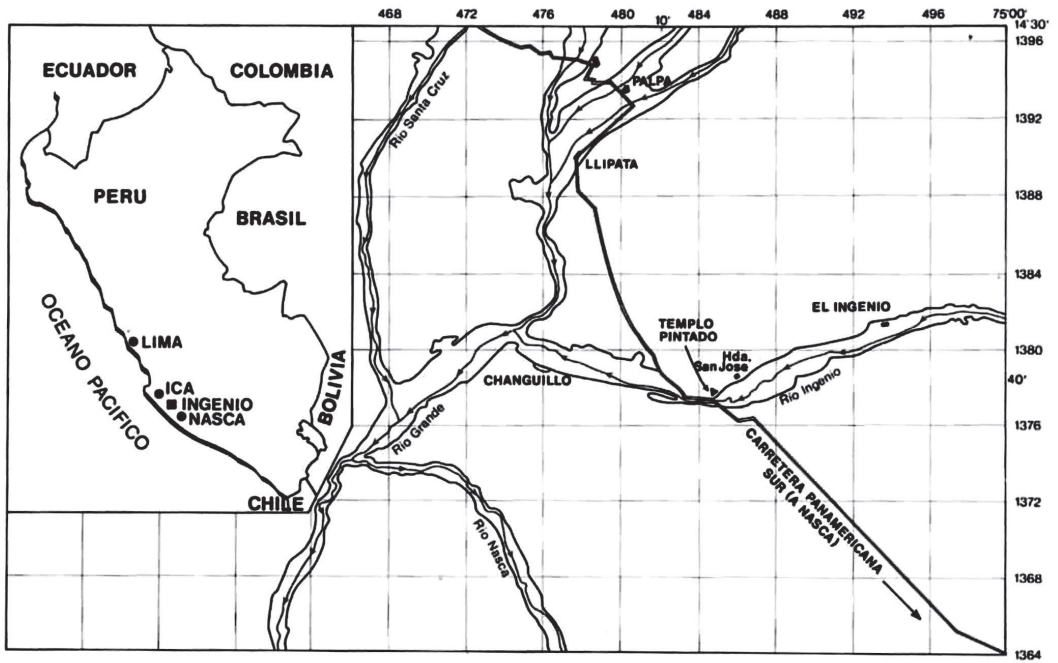 468 472 476 480 10' 484 488 492 496 75°00'
14°30'
1396
1392
1388
1384
1380
40'
1376
1372
1368
1364
ECUADOR
COLOMBIA
PERU
BRASIL
OCEANO PACIFICO
LIMA
ICA
INGENIO
NASCA
BOLIVIA
CHILE
Rio Santa Cruz
PALPA
LLIPATA
EL INGENIO
TEMPLO
PINTADO
Hda.
San Jose
CHANGUILLO
Río Ingenio
Rio Grande
Rio Nasca
CARRETERA PANAMERICANA
SUR (A NASCA)